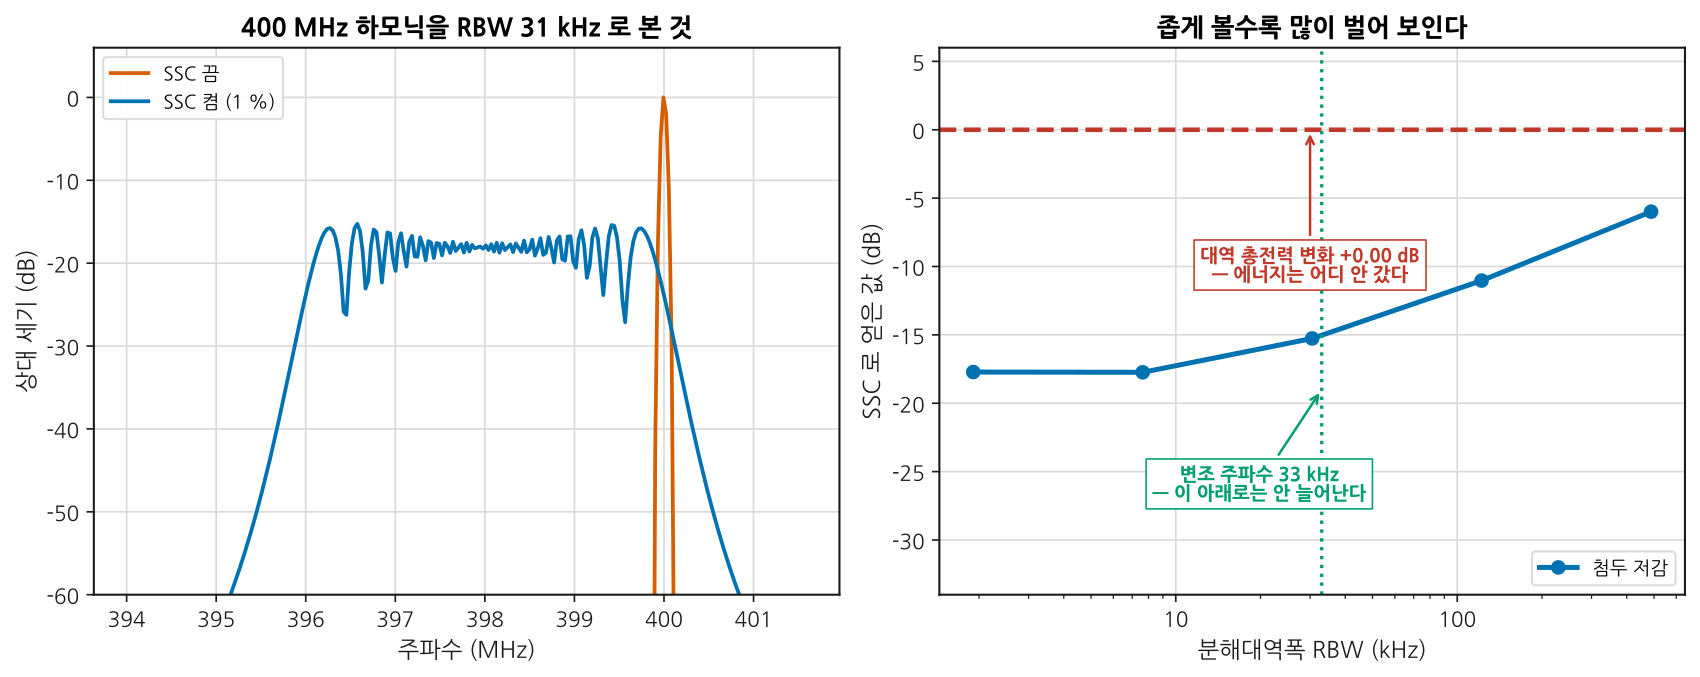 400 MHz 하모닉을 RBW 31 kHz 로 본 것
SSC 끔
SSC 켬 (1 %)
상대 세기 (dB)
0
-10
-20
-30
-40
-50
-60
394
395
396
397
398
399
400
401
주파수 (MHz)
좁게 볼수록 많이 벌어 보인다
SSC 로 얻은 값 (dB)
5
0
-5
-10
-15
-20
-25
-30
대역 총전력 변화 +0.00 dB
— 에너지는 어디 안 갔다
변조 주파수 33 kHz
— 이 아래로는 안 늘어난다
첨두 저감
10
100
분해대역폭 RBW (kHz)